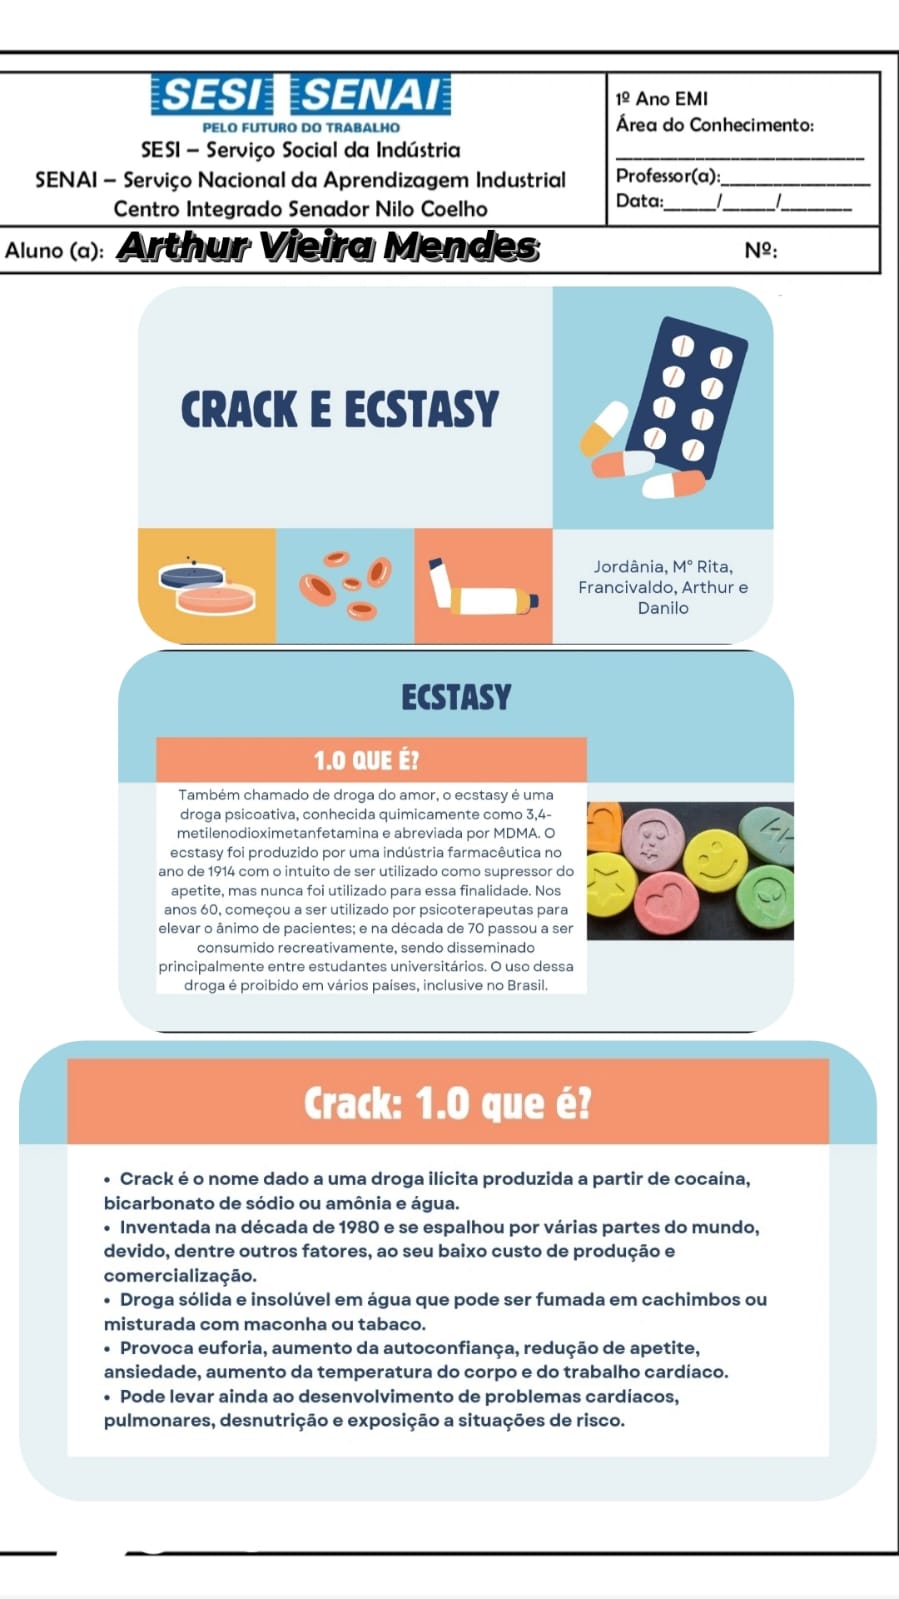 SESI SENAI
PELO FUTURO DO TRABALHO
SESI – Serviço Social da Indústria
SENAI – Serviço Nacional da Aprendizagem Industrial
Centro Integrado Senador Nilo Coelho
1º Ano EMI
Área do Conhecimento:
____________________________
Professor(a):_________________
Data:______/______/________
Aluno (a): Arthur Vieira Mendes
Nº:
CRACK E ECSTASY
Jordânia, M° Rita,
Francivaldo, Arthur e
Danilo
ECSTASY
1.O QUE É?
Também chamado de droga do amor, o ecstasy é uma
droga psicoativa, conhecida quimicamente como 3,4-
metilenodioximetanfetamina e abreviada por MDMA. O
ecstasy foi produzido por uma indústria farmacêutica no
ano de 1914 com o intuito de ser utilizado como supressor do
apetite, mas nunca foi utilizado para essa finalidade. Nos
anos 60, começou a ser utilizado por psicoterapeutas para
elevar o ânimo de pacientes; e na década de 70 passou a ser
consumido recreativamente, sendo disseminado
principalmente entre estudantes universitários. O uso dessa
droga é proibido em vários países, inclusive no Brasil.
Crack: 1.O que é?
• Crack é o nome dado a uma droga ilícita produzida a partir de cocaína,
bicarbonato de sódio ou amônia e água.
• Inventada na década de 1980 e se espalhou por várias partes do mundo,
devido, dentre outros fatores, ao seu baixo custo de produção e
comercialização.
• Droga sólida e insolúvel em água que pode ser fumada em cachimbos ou
misturada com maconha ou tabaco.
• Provoca euforia, aumento da autoconfiança, redução de apetite,
ansiedade, aumento da temperatura do corpo e do trabalho cardíaco.
• Pode levar ainda ao desenvolvimento de problemas cardíacos,
pulmonares, desnutrição e exposição a situações de risco.